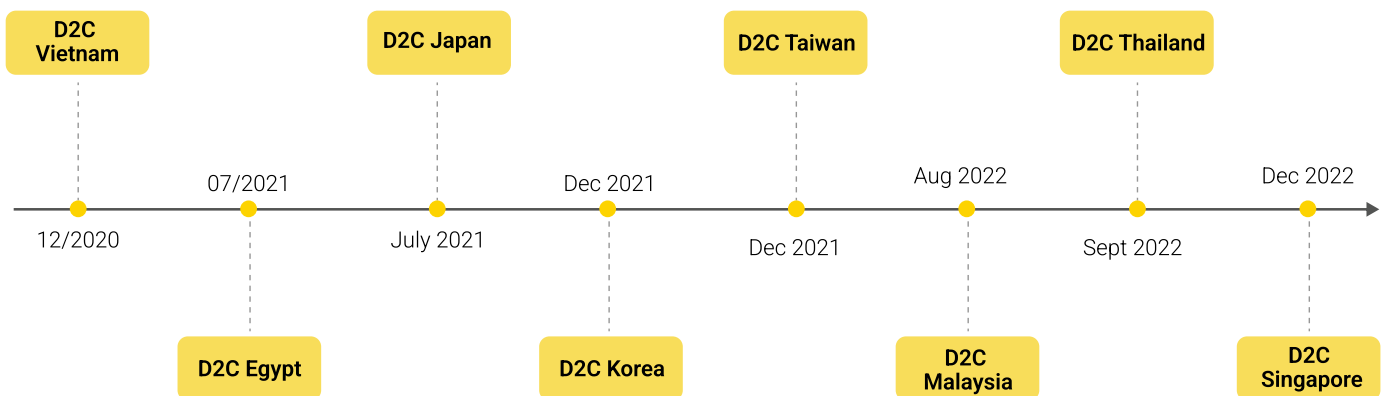 D2C
Vietnam
D2C Japan
D2C Taiwan
D2C Thailand
07/2021
Dec 2021
Aug 2022
Dec 2022
12/2020
July 2021
Dec 2021
Sept 2022
D2C Egypt
D2C Korea
D2C
Malaysia
D2C
Singapore